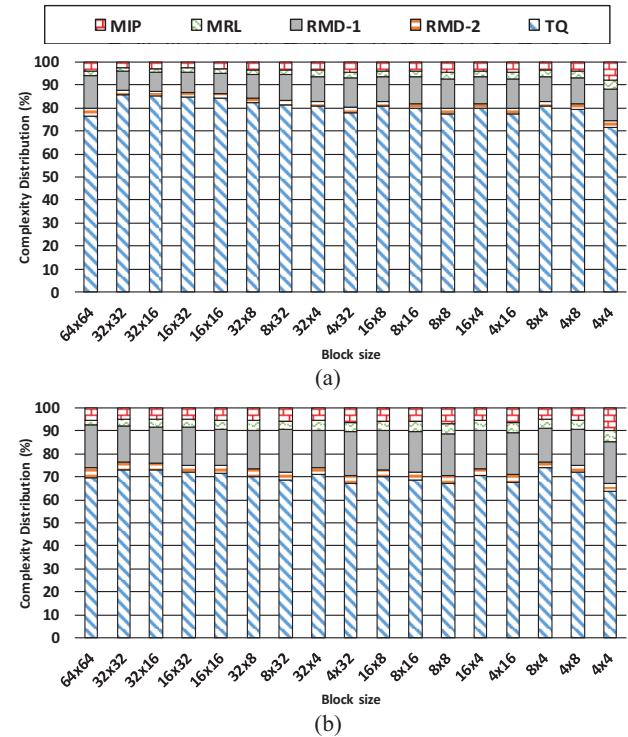 MIP MRL RMD-1 RMD-2 TQ
100
90
80
70
60
50
40
30
20
10
0
Complexity Distribution (%)
64x64 32x32 32x16 16x32 16x16 32x8 8x32 32x4 4x32 16x8 8x16 8x8 16x4 4x16 8x4 4x8 4x4
Block size
(a)
100
90
80
70
60
50
40
30
20
10
0
Complexity Distribution (%)
64x64 32x32 32x16 16x32 16x16 32x8 8x32 32x4 4x32 16x8 8x16 8x8 16x4 4x16 8x4 4x8 4x4
Block size
(b)